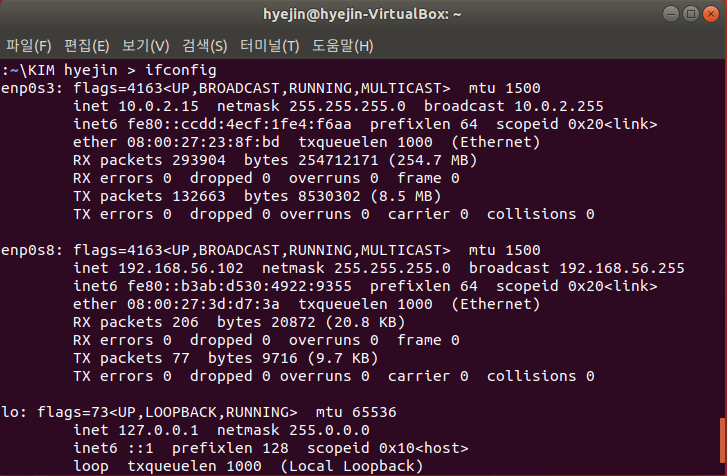 hyejin@hyejin-VirtualBox: ~
파일(F) 편집(E) 보기(V) 검색(S) 터미널(T) 도움말(H)
:~\KIM hyejin > ifconfig
enp0s3: flags=4163<UP,BROADCAST,RUNNING,MULTICAST>  mtu 1500
        inet 10.0.2.15  netmask 255.255.255.0  broadcast 10.0.2.255
        inet6 fe80::ccdd:4ecf:1fe4:f6aa  prefixlen 64  scopeid 0x20<link>
        ether 08:00:27:23:8f:bd  txqueuelen 1000  (Ethernet)
        RX packets 293904  bytes 254712171 (254.7 MB)
        RX errors 0  dropped 0  overruns 0  frame 0
        TX packets 132663  bytes 8530302 (8.5 MB)
        TX errors 0  dropped 0 overruns 0  carrier 0  collisions 0
enp0s8: flags=4163<UP,BROADCAST,RUNNING,MULTICAST>  mtu 1500
        inet 192.168.56.102  netmask 255.255.255.0  broadcast 192.168.56.255
        inet6 fe80::b3ab:d530:4922:9355  prefixlen 64  scopeid 0x20<link>
        ether 08:00:27:3d:d7:3a  txqueuelen 1000  (Ethernet)
        RX packets 206  bytes 20872 (20.8 KB)
        RX errors 0  dropped 0  overruns 0  frame 0
        TX packets 77  bytes 9716 (9.7 KB)
        TX errors 0  dropped 0 overruns 0  carrier 0  collisions 0
lo: flags=73<UP,LOOPBACK,RUNNING>  mtu 65536
        inet 127.0.0.1  netmask 255.0.0.0
        inet6 ::1  prefixlen 128  scopeid 0x10<host>
        loop  txqueuelen 1000  (Local Loopback)